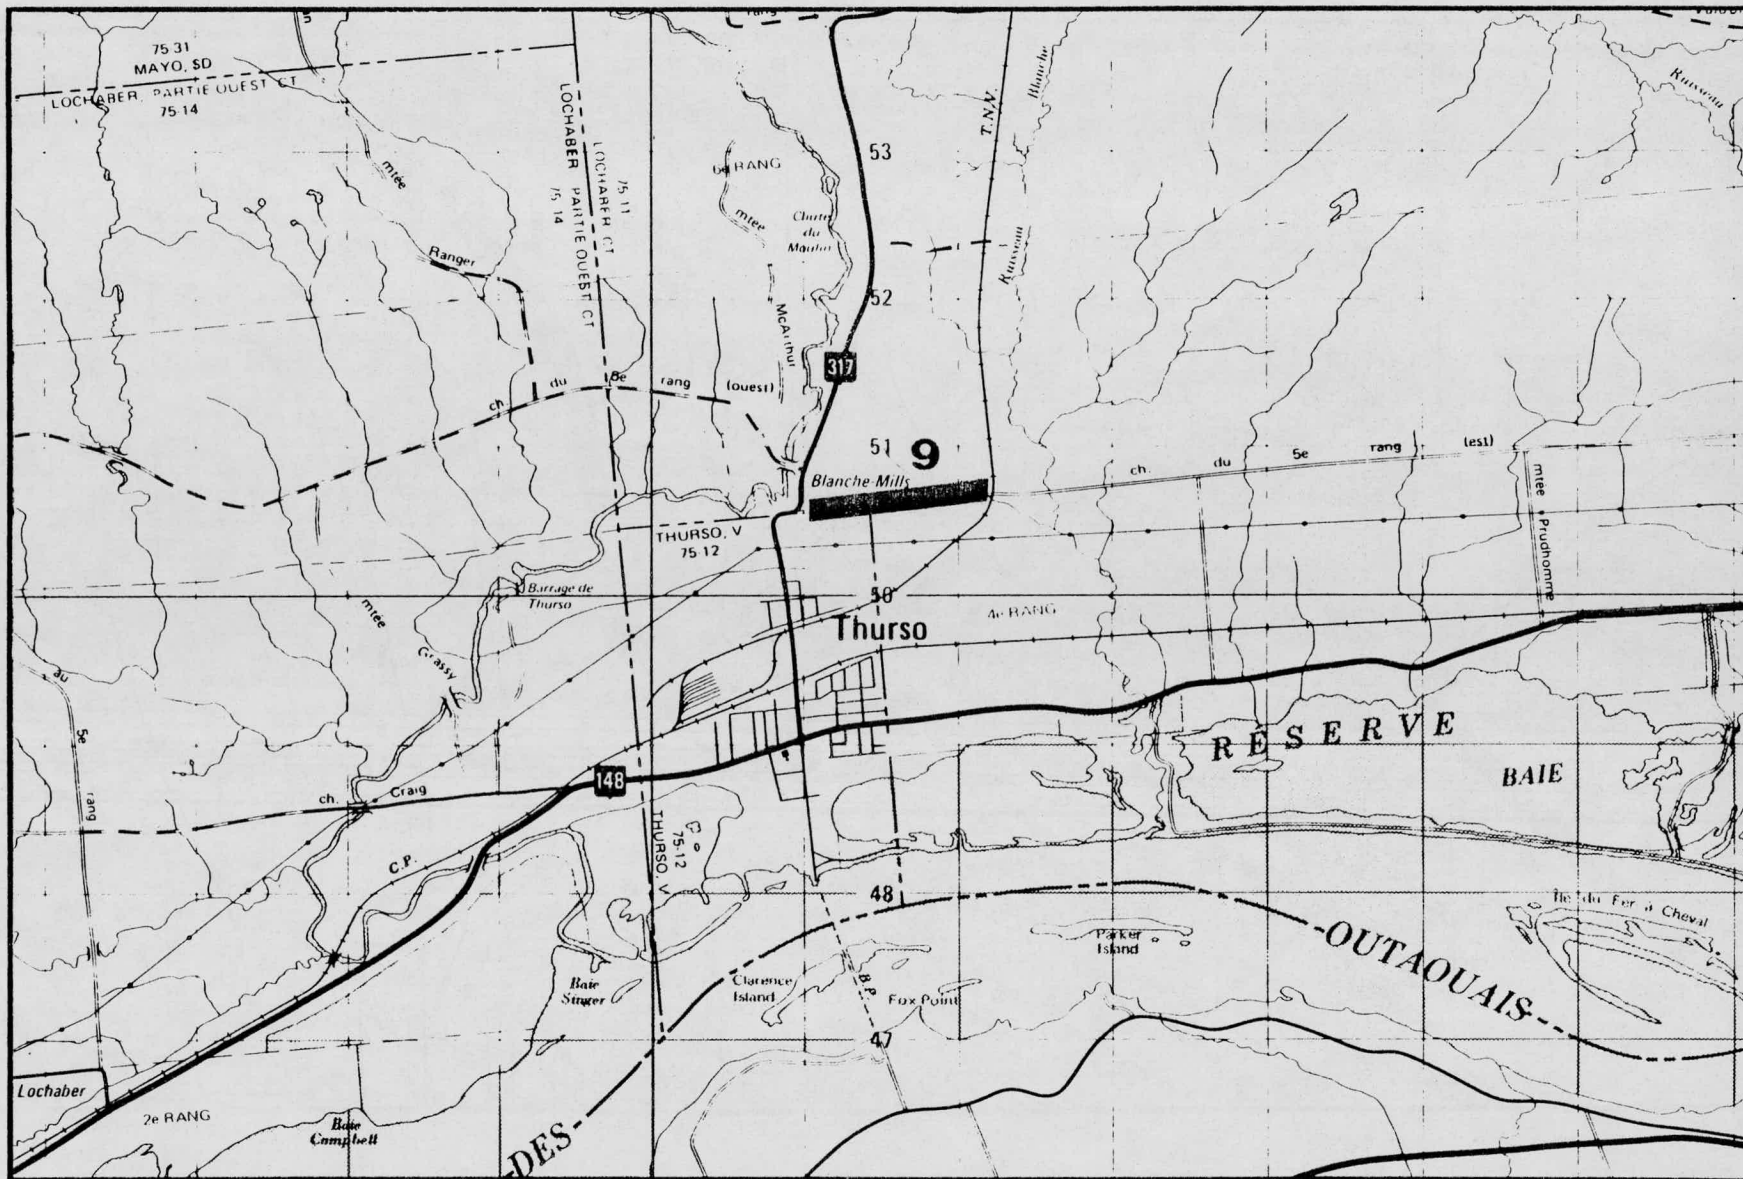 rang
75 31
MAYO, SD
LOCHABER, PARTIE OUEST CT
75-14
LOCHABER PARTIE OUEST CT
75 14
LOCHABER CT
75 11
mtée
Ranger
6e RANG
mtée
McArthur
Chute
du
Moulin
53
52
51
50
48
47
T.N.N.
Blanche
Ruisseau
Ruisseau
317
ch. du 5e rang (ouest)
9
Blanche-Mills
ch. du 5e rang (est)
mtée Prudhomme
THURSO, V
75-12
Barrage de
Thurso
mtée
Grassy
4e RANG
Thurso
au
5e
rang
ch. Craig
148
C.P.
THURSO, V
75-12
RÉSERVE
BAIE
Île du Fer à Cheval
Parker
Island
OUTAOUAIS
Baie
Singer
Clarence
Island
B.P.
Fox Point
Lochaber
2e RANG
Baie
Campbell
DES